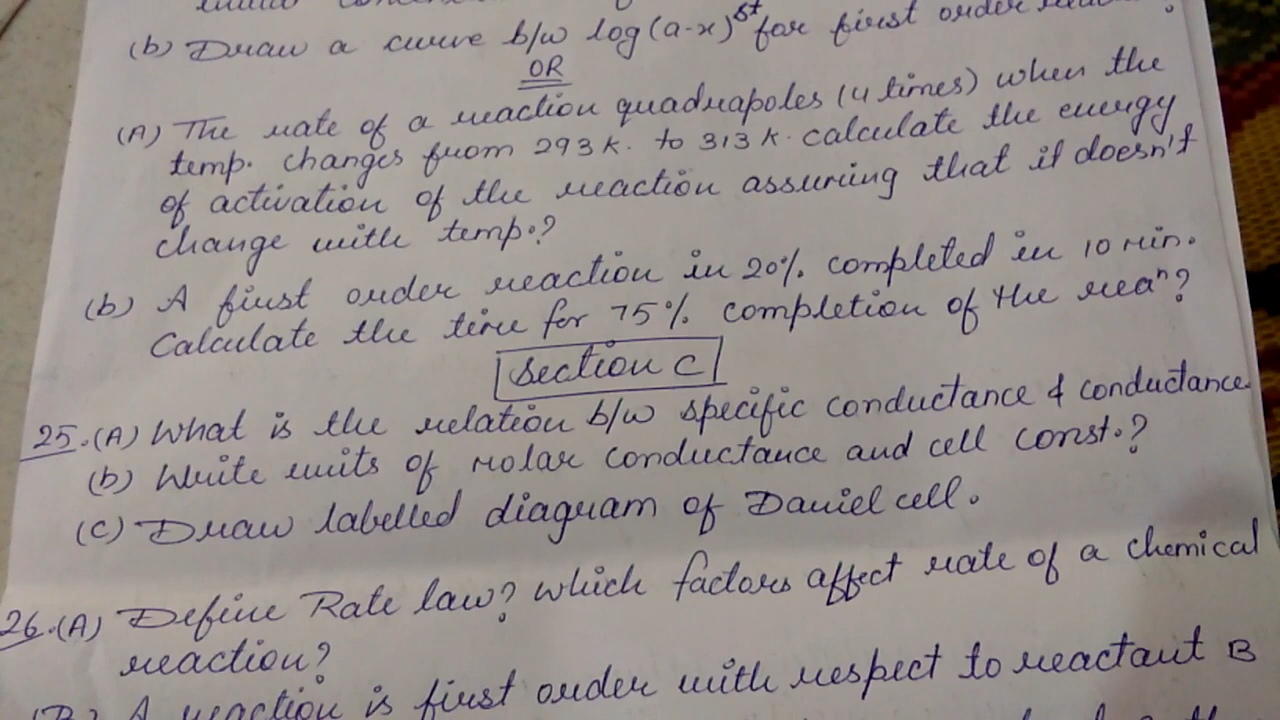 (b) Draw a curve b/w log (a-x) & t for first order
OR
(A) The rate of a reaction quadrapoles (4 times) when the
temp. changes from 293 K. to 313 K. calculate the energy
of activation of the reaction assuming that it doesn't
change with temp.?
(b) A first order reaction in 20% completed in 10 Min.
Calculate the time for 75% completion of the reaⁿ?
Section C
25. (A) What is the relation b/w specific conductance & conductance
(b) Write units of Molar conductance and cell const.?
(C) Draw labelled diagram of Daniel cell.
26. (A) Define Rate law? which factors affect rate of a chemical
reaction?
(B) A reaction is first order with respect to reactant B